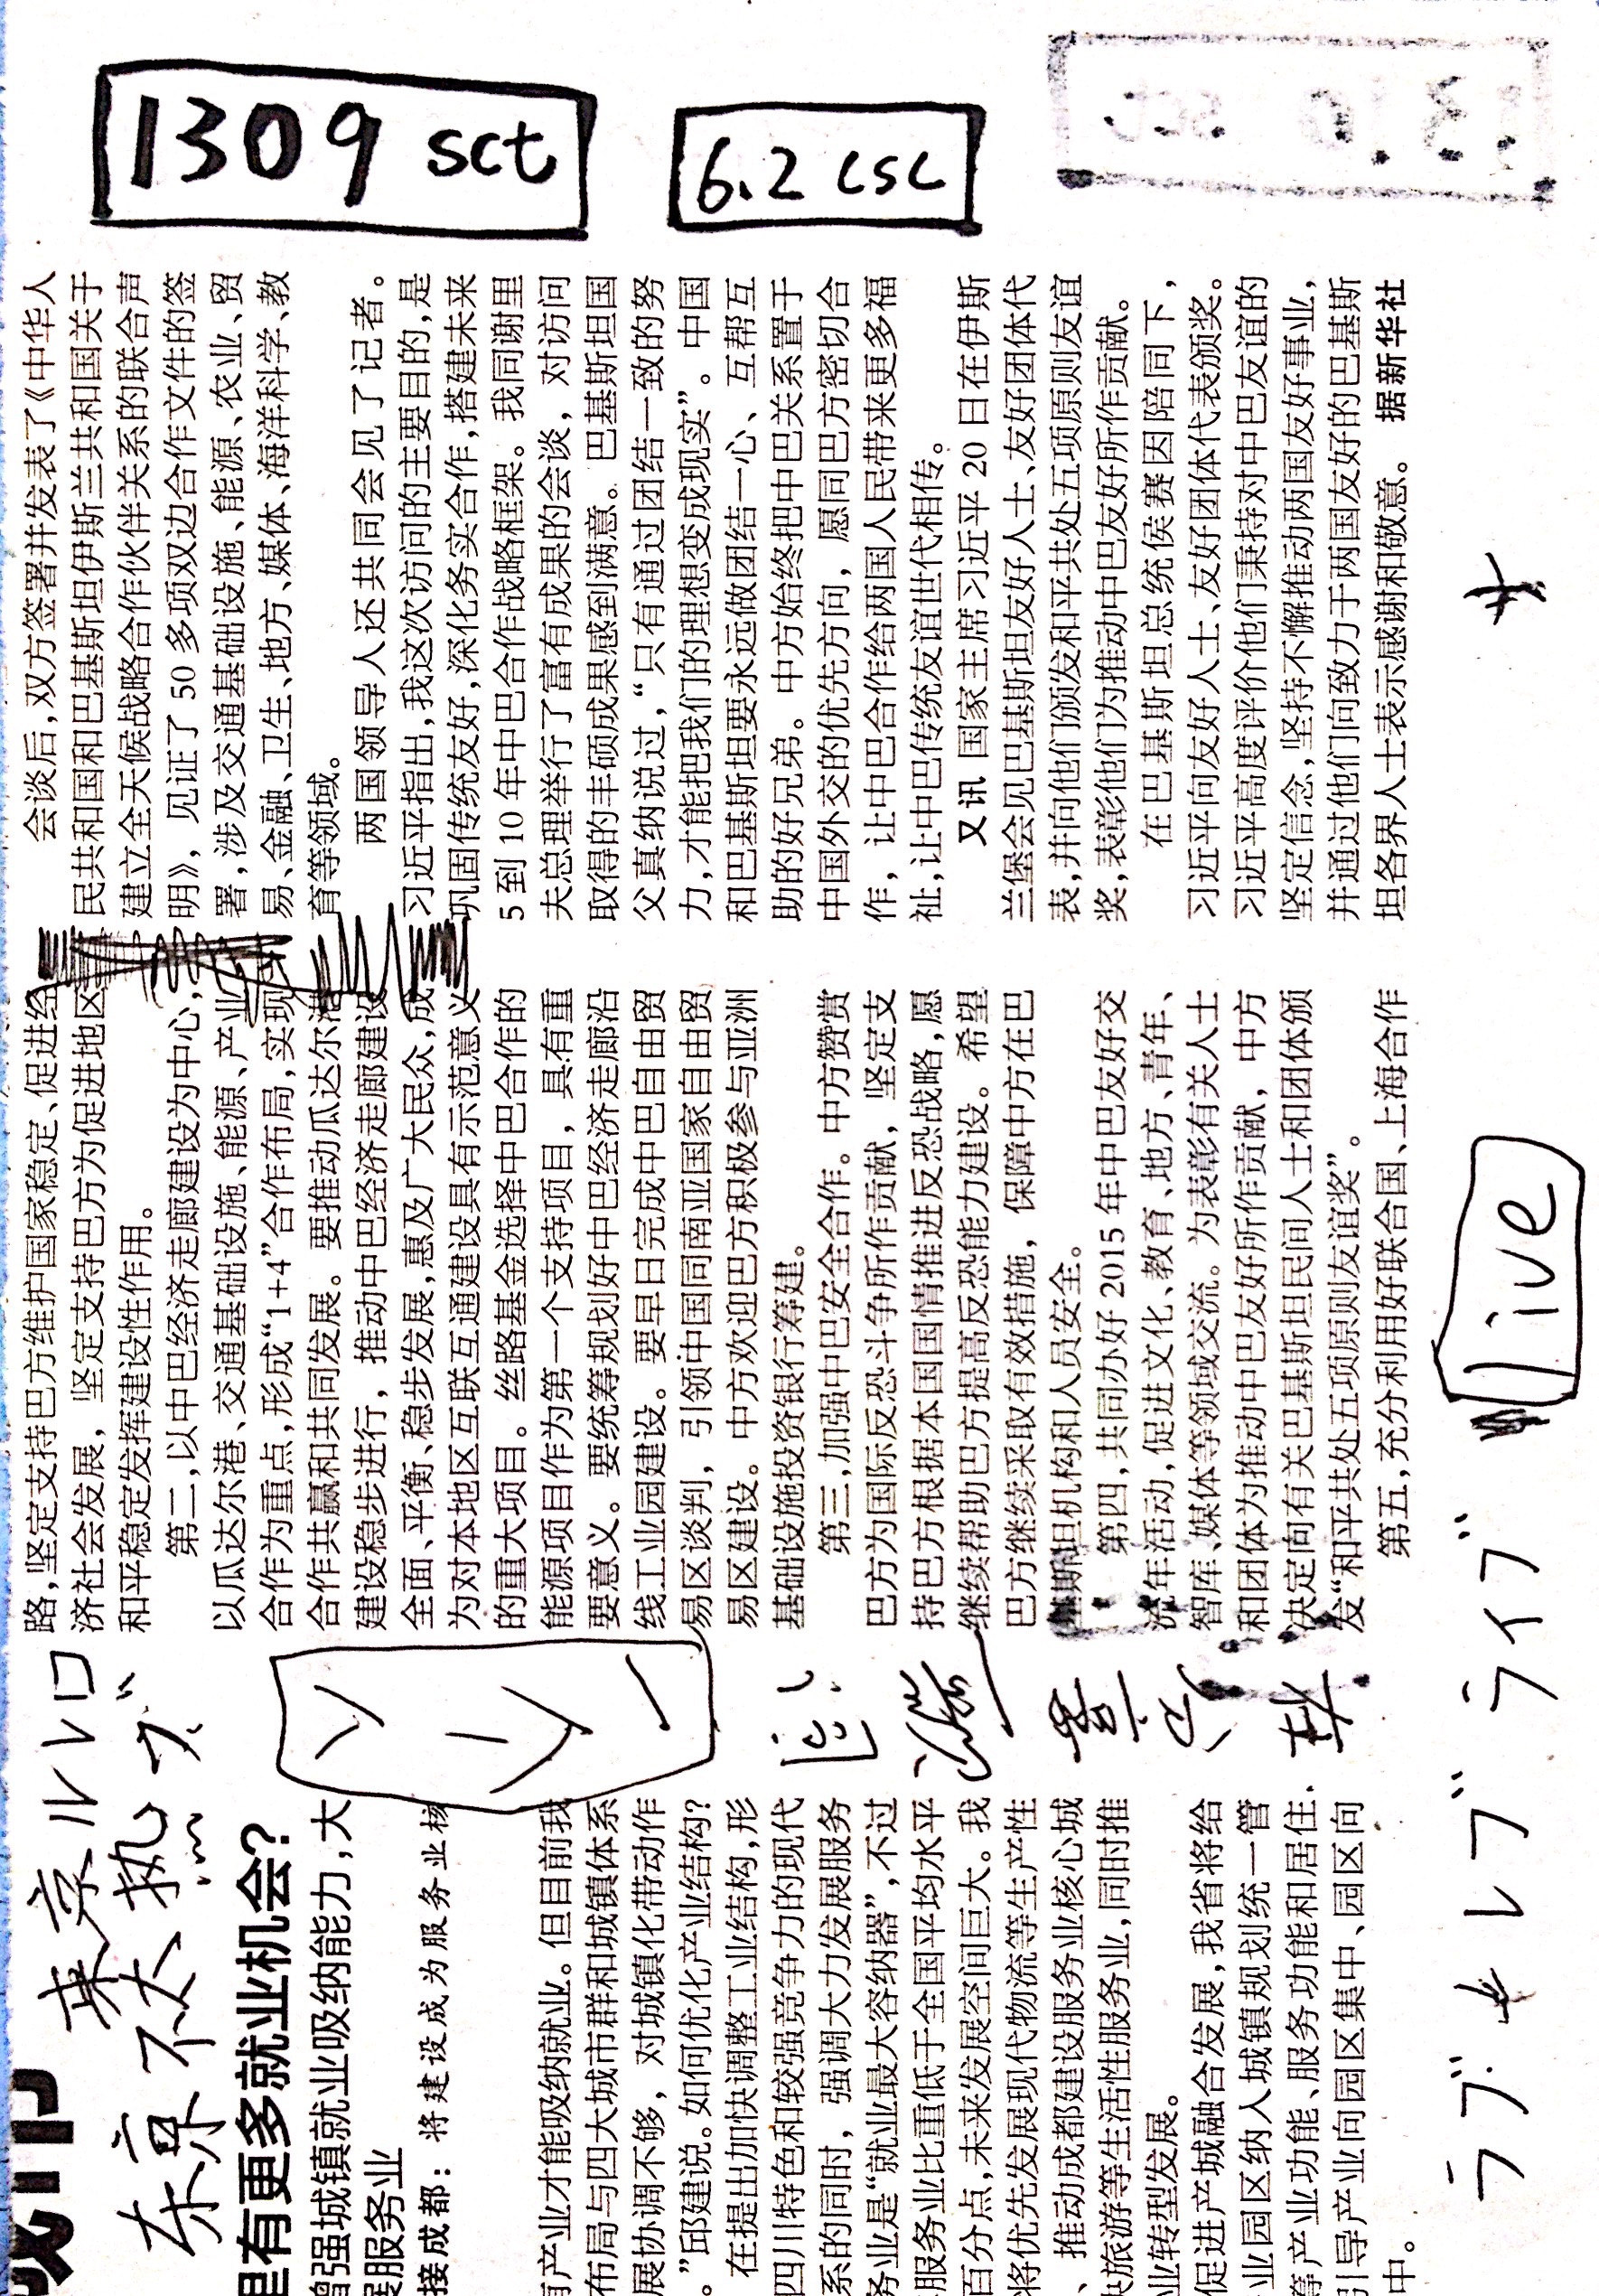 1309 sct
6.2 csc
来京ルレロ
东京不太热
里有更多就业机会?
增强城镇就业吸纳能力,大
展服务业
接成都：将建设成为服务业核
产业才能吸纳就业。但目前我
布局与四大城市群和城镇体系
展协调不够，对城镇化带动作
。”邱建说。如何优化产业结构?
在提出加快调整工业结构,形
四川特色和较强竞争力的现代
系的同时，强调大力发展服务
务业是“就业最大容纳器”,不过
服务业比重低于全国平均水平
百分点,未来发展空间巨大。我
将优先发展现代物流等生产性
、推动成都建设服务业核心城
快旅游等生活性服务业,同时推
业转型发展。
促进产城融合发展,我省将给
业园区纳入城镇规划统一管
筹产业功能、服务功能和居住
引导产业向园区集中、园区向
中。
路,坚定支持巴方维护国家稳定、促进经
济社会发展，坚定支持巴方为促进地区
和平稳定发挥建设性作用。
第二,以中巴经济走廊建设为中心,
以瓜达尔港、交通基础设施、能源、产业
合作为重点,形成“1+4”合作布局,实现
合作共赢和共同发展。要推动瓜达尔港
建设稳步进行，推动中巴经济走廊建设
全面、平衡、稳步发展,惠及广大民众,成
为对本地区互联互通建设具有示范意义
的重大项目。丝路基金选择中巴合作的
能源项目作为第一个支持项目，具有重
要意义。要统筹规划好中巴经济走廊沿
线工业园建设。要早日完成中巴自由贸
易区谈判，引领中国同南亚国家自由贸
易区建设。中方欢迎巴方积极参与亚洲
基础设施投资银行筹建。
第三,加强中巴安全合作。中方赞赏
巴方为国际反恐斗争所作贡献，坚定支
持巴方根据本国国情推进反恐战略,愿
继续帮助巴方提高反恐能力建设。希望
巴方继续采取有效措施，保障中方在巴
基斯坦机构和人员安全。
第四,共同办好 2015 年中巴友好交
流年活动,促进文化、教育、地方、青年、
智库、媒体等领域交流。为表彰有关人士
和团体为推动中巴友好所作贡献，中方
决定向有关巴基斯坦民间人士和团体颁
发“和平共处五项原则友谊奖”。
第五,充分利用好联合国、上海合作
会谈后,双方签署并发表了《中华人
民共和国和巴基斯坦伊斯兰共和国关于
建立全天候战略合作伙伴关系的联合声
明》，见证了 50 多项双边合作文件的签
署,涉及交通基础设施、能源、农业、贸
易、金融、卫生、地方、媒体、海洋科学、教
育等领域。
两国领导人还共同会见了记者。
习近平指出,我这次访问的主要目的,是
巩固传统友好,深化务实合作,搭建未来
5 到 10 年中巴合作战略框架。我同谢里
夫总理举行了富有成果的会谈，对访问
取得的丰硕成果感到满意。巴基斯坦国
父真纳说过，“只有通过团结一致的努
力,才能把我们的理想变成现实”。中国
和巴基斯坦要永远做团结一心、互帮互
助的好兄弟。中方始终把中巴关系置于
中国外交的优先方向，愿同巴方密切合
作，让中巴合作给两国人民带来更多福
祉,让中巴传统友谊世代相传。
又讯 国家主席习近平 20 日在伊斯
兰堡会见巴基斯坦友好人士、友好团体代
表,并向他们颁发和平共处五项原则友谊
奖,表彰他们为推动中巴友好所作贡献。
在巴基斯坦总统侯赛因陪同下，
习近平向友好人士、友好团体代表颁奖。
习近平高度评价他们秉持对中巴友谊的
坚定信念,坚持不懈推动两国友好事业,
并通过他们向致力于两国友好的巴基斯
坦各界人士表示感谢和敬意。 据新华社
ラブ レブ ライブ live